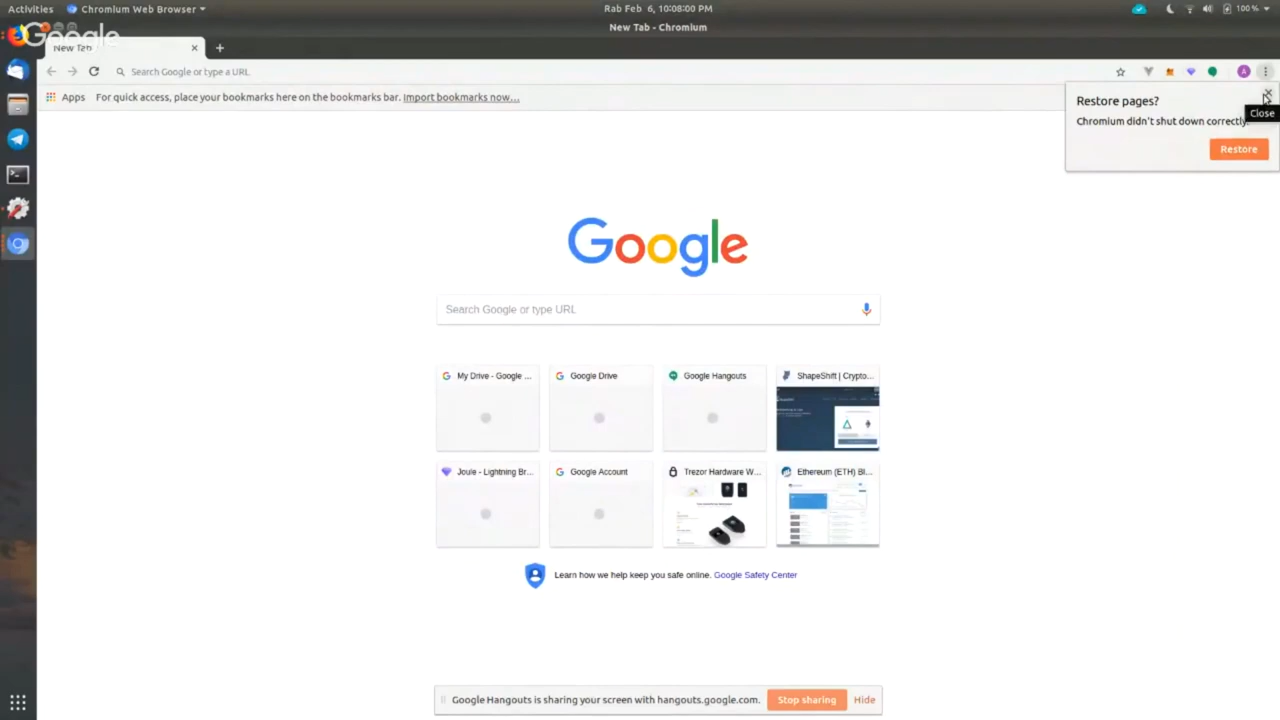 Activities
Chromium Web Browser
Rab Feb 6, 10:08:00 PM
100 %
New Tab - Chromium
Google
New Tab
Search Google or type a URL
A
Apps
For quick access, place your bookmarks here on the bookmarks bar. Import bookmarks now...
Restore pages?
Close
Chromium didn't shut down correctly.
Restore
Google
Search Google or type URL
My Drive - Google ...
Google Drive
Google Hangouts
ShapeShift | Crypto...
Joule - Lightning Br...
Google Account
Trezor Hardware W...
Ethereum (ETH) Bl...
Learn how we help keep you safe online. Google Safety Center
Google Hangouts is sharing your screen with hangouts.google.com.
Stop sharing
Hide